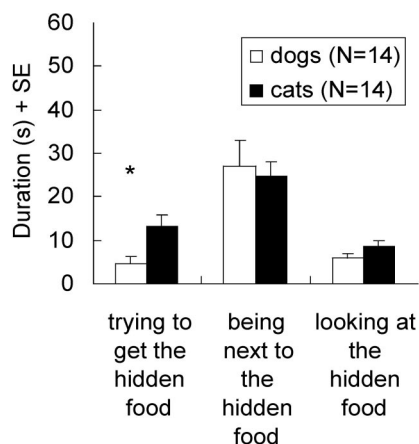 Duration (s) + SE
60
50
40
30
20
10
0
dogs (N=14)
cats (N=14)
*
trying to
get the
hidden
food
being
next to
the
hidden
food
looking at
the
hidden
food